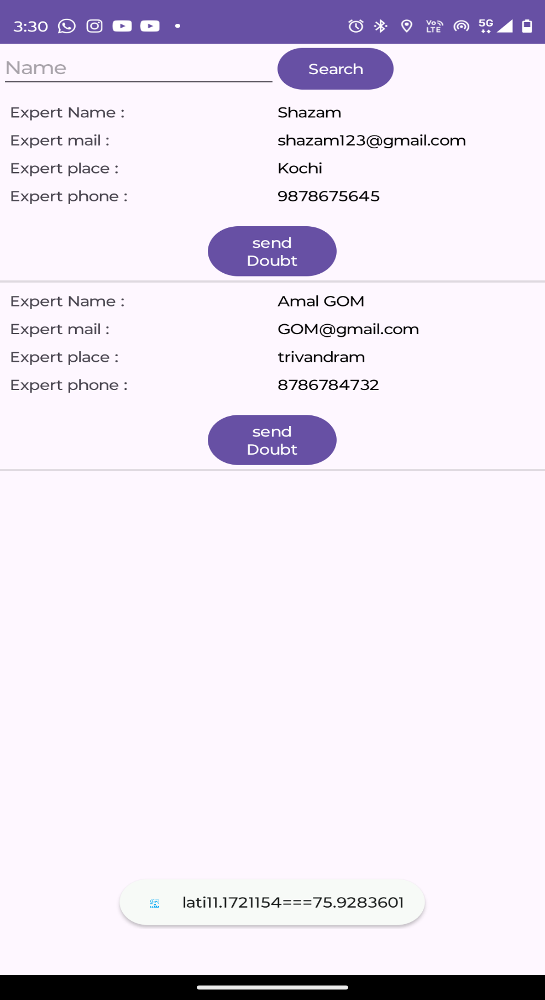 3:30 Vo LTE 5G
Name Search
Expert Name : Shazam
Expert mail : shazam123@gmail.com
Expert place : Kochi
Expert phone : 9878675645
send
Doubt
Expert Name : Amal GOM
Expert mail : GOM@gmail.com
Expert place : trivandram
Expert phone : 8786784732
send
Doubt
lati11.1721154===75.9283601